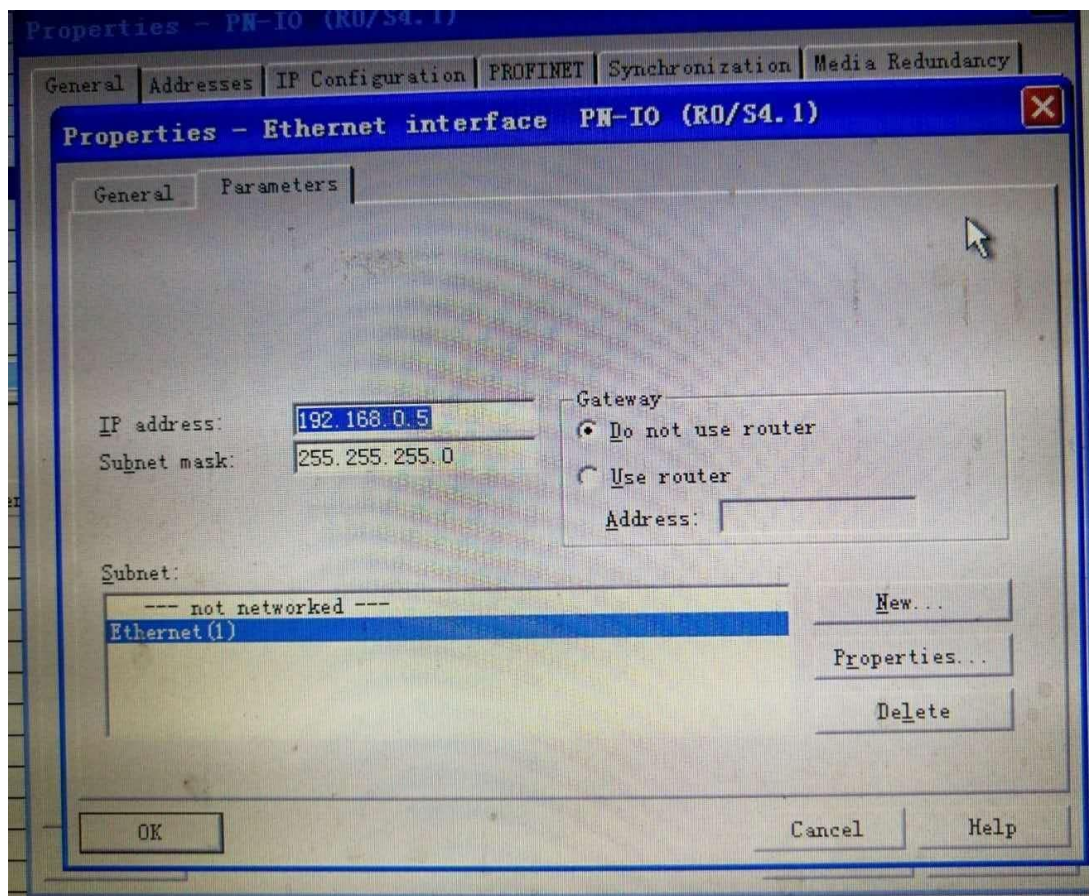 Properties - PN-IO (R0/S4.1)
General Addresses IP Configuration PROFINET Synchronization Media Redundancy
Properties - Ethernet interface PN-IO (R0/S4.1)
General Parameters
IP address: 192.168.0.5
Subnet mask: 255.255.255.0
Gateway
Do not use router
Use router
Address:
Subnet:
--- not networked ---
Ethernet(1)
New...
Properties...
Delete
OK Cancel Help